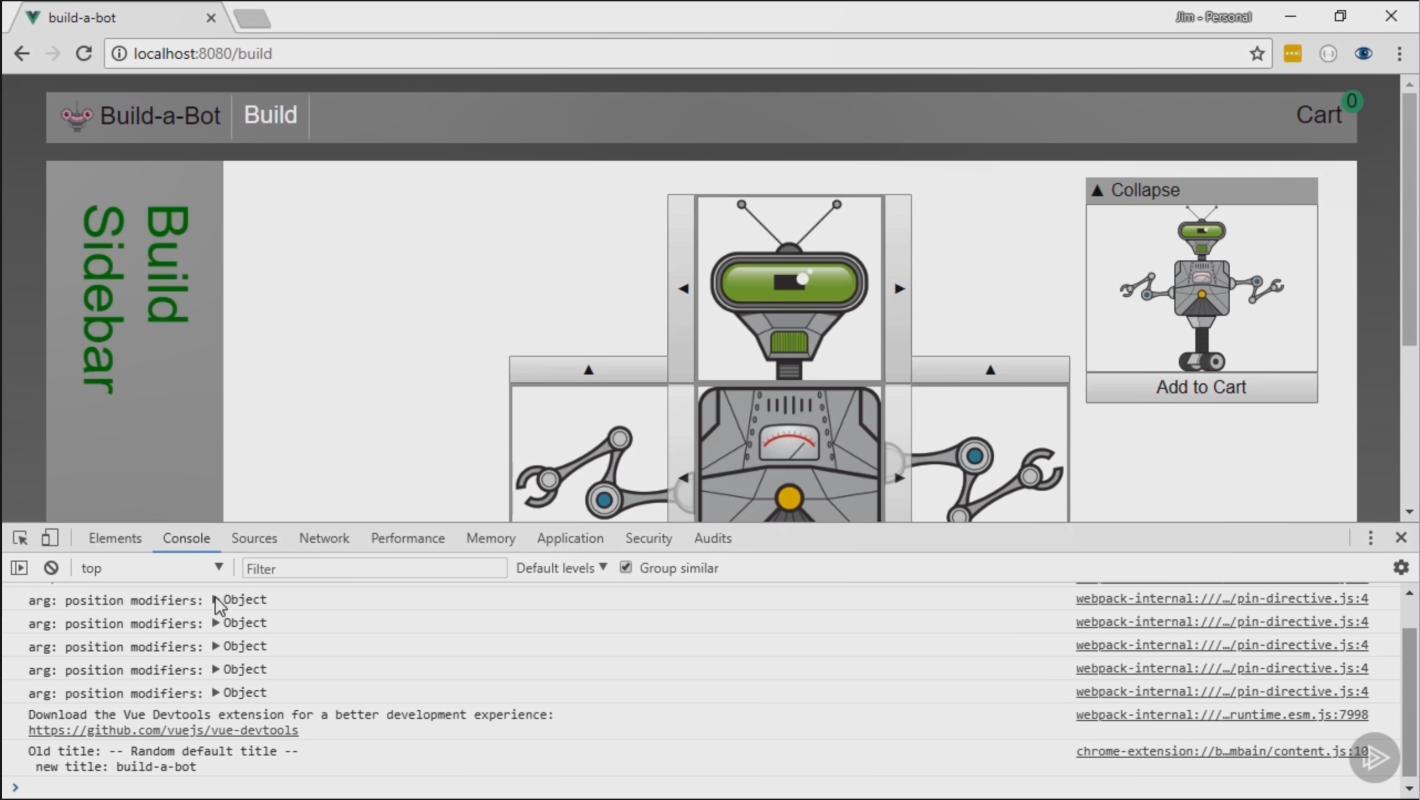 build-a-bot
Jim - Personal
localhost:8080/build
Build-a-Bot
Build
Cart
0
Build
Sidebar
▲ Collapse
Add to Cart
Elements
Console
Sources
Network
Performance
Memory
Application
Security
Audits
top
Filter
Default levels
Group similar
arg: position modifiers: Object webpack-internal:///…/pin-directive.js:4
arg: position modifiers: Object webpack-internal:///…/pin-directive.js:4
arg: position modifiers: Object webpack-internal:///…/pin-directive.js:4
arg: position modifiers: Object webpack-internal:///…/pin-directive.js:4
arg: position modifiers: Object webpack-internal:///…/pin-directive.js:4
Download the Vue Devtools extension for a better development experience: webpack-internal:///…runtime.esm.js:7998
https://github.com/vuejs/vue-devtools
Old title: -- Random default title -- chrome-extension://b…mbain/content.js:10
new title: build-a-bot